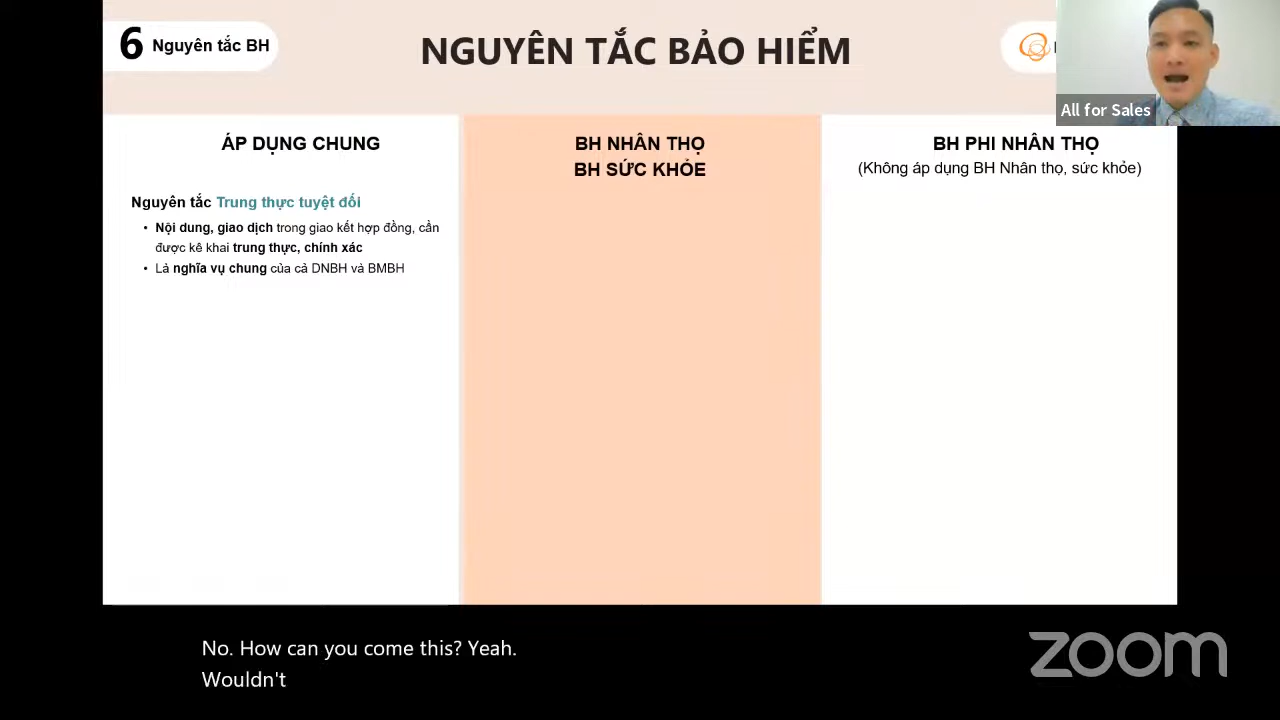 6 Nguyên tắc BH
NGUYÊN TẮC BẢO HIỂM
All for Sales
ÁP DỤNG CHUNG
Nguyên tắc Trung thực tuyệt đối
• Nội dung, giao dịch trong giao kết hợp đồng, cần
được kê khai trung thực, chính xác
• Là nghĩa vụ chung của cả DNBH và BMBH
BH NHÂN THỌ
BH SỨC KHỎE
BH PHI NHÂN THỌ
(Không áp dụng BH Nhân thọ, sức khỏe)
No. How can you come this? Yeah.
Wouldn't
zoom